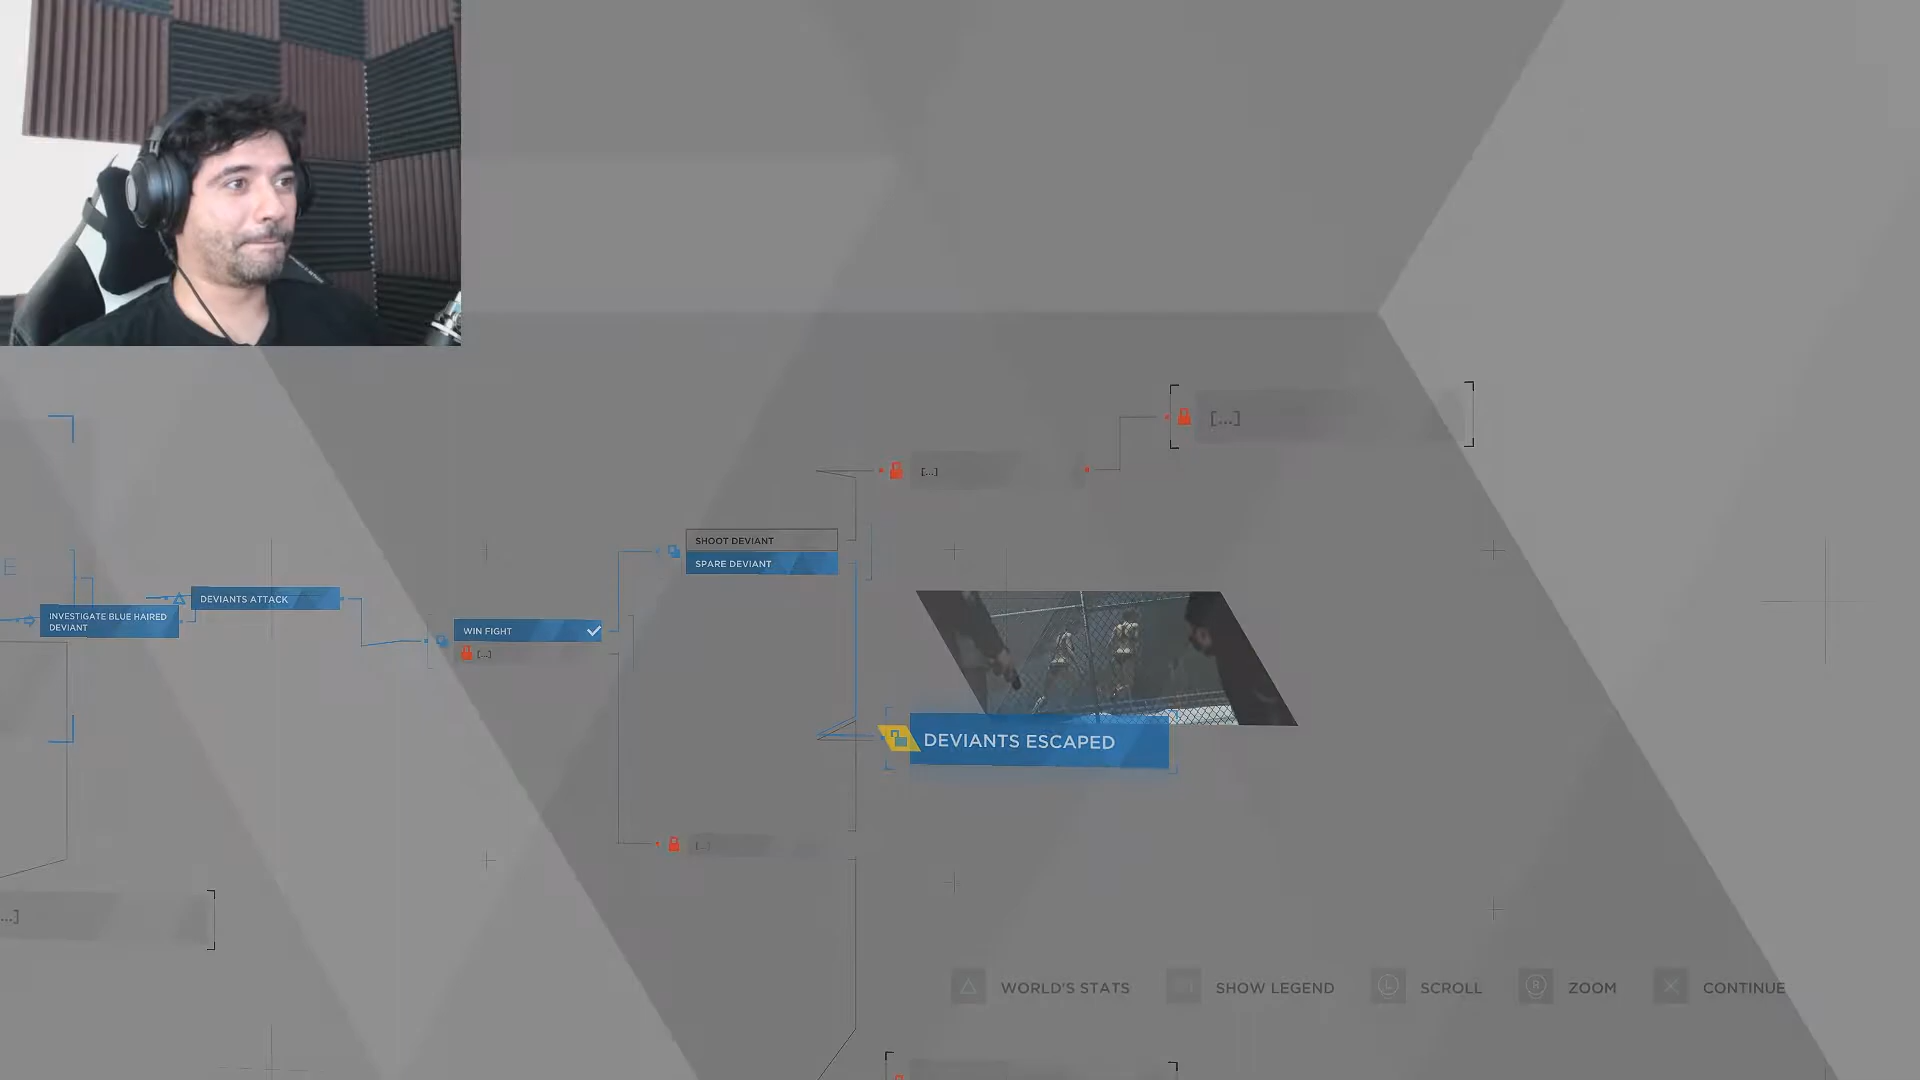 [...]
[...]
SHOOT DEVIANT
SPARE DEVIANT
E
DEVIANTS ATTACK
INVESTIGATE BLUE HAIRED
DEVIANT
WIN FIGHT
[...]
DEVIANTS ESCAPED
[...]
...]
WORLD'S STATS
SHOW LEGEND
L
SCROLL
R
ZOOM
CONTINUE